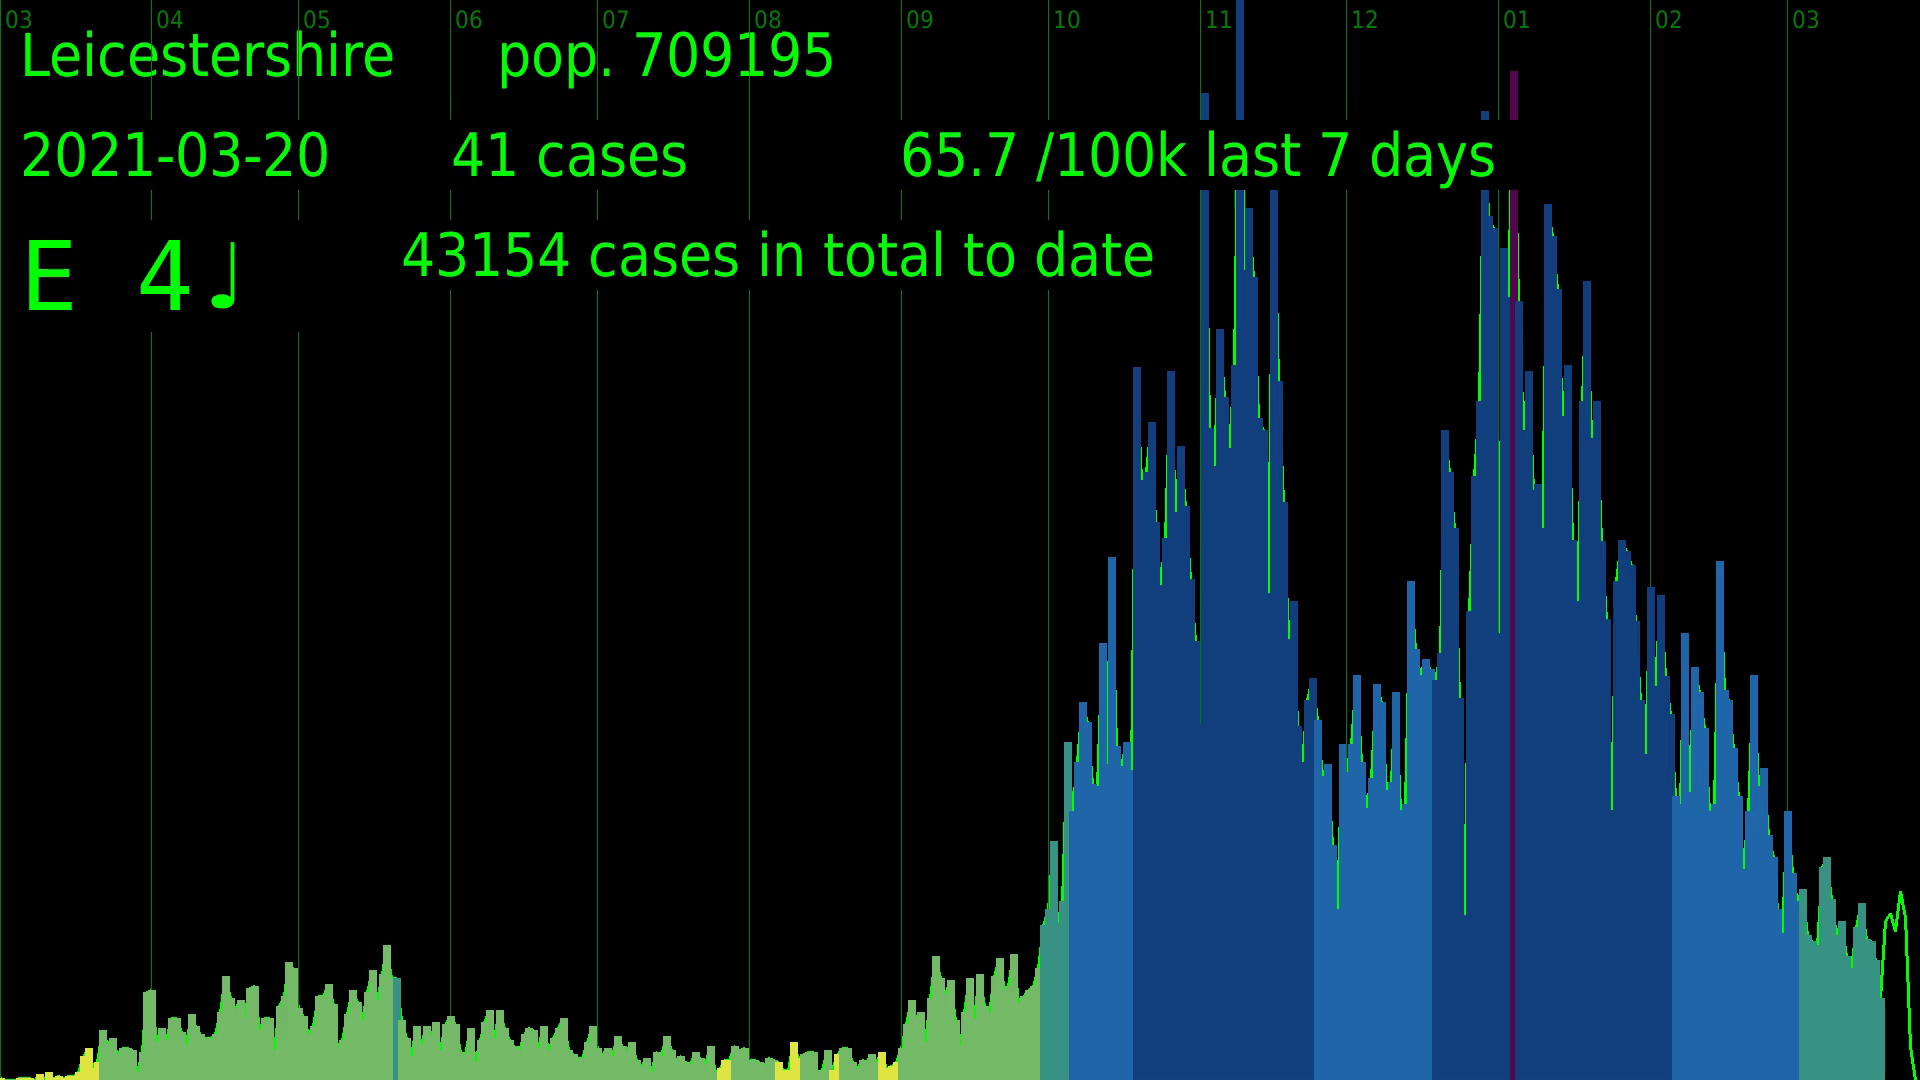 03 04 05 06 07 08 09 10 11 12 01 02 03
Leicestershire pop. 709195
2021-03-20 41 cases 65.7 /100k last 7 days
E 4♩ 43154 cases in total to date